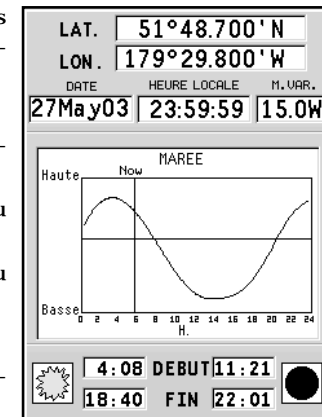 LAT. 51°48.700'N
LON. 179°29.800'W
DATE HEURE LOCALE M.VAR.
27May03 23:59:59 15.0W
MAREE
Haute Now
Basse
0 2 4 6 8 10 12 14 16 18 20 22 24
H.
4:08 DEBUT 11:21
18:40 FIN 22:01